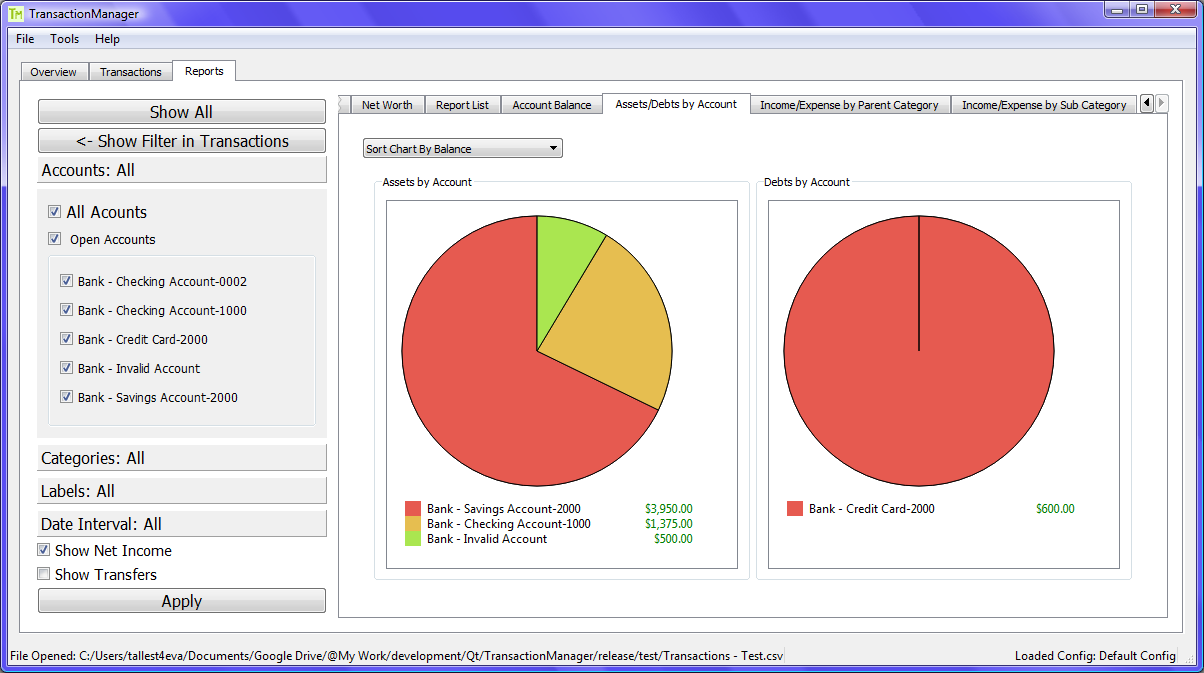 TM TransactionManager
File Tools Help
Overview Transactions Reports
Show All
<- Show Filter in Transactions
Accounts: All
All Acounts
Open Accounts
Bank - Checking Account-0002
Bank - Checking Account-1000
Bank - Credit Card-2000
Bank - Invalid Account
Bank - Savings Account-2000
Categories: All
Labels: All
Date Interval: All
Show Net Income
Show Transfers
Apply
Net Worth Report List Account Balance Assets/Debts by Account Income/Expense by Parent Category Income/Expense by Sub Category
Sort Chart By Balance
Assets by Account
Bank - Savings Account-2000 $3,950.00
Bank - Checking Account-1000 $1,375.00
Bank - Invalid Account $500.00
Debts by Account
Bank - Credit Card-2000 $600.00
File Opened: C:/Users/tallest4eva/Documents/Google Drive/@My Work/development/Qt/TransactionManager/release/test/Transactions - Test.csv
Loaded Config: Default Config